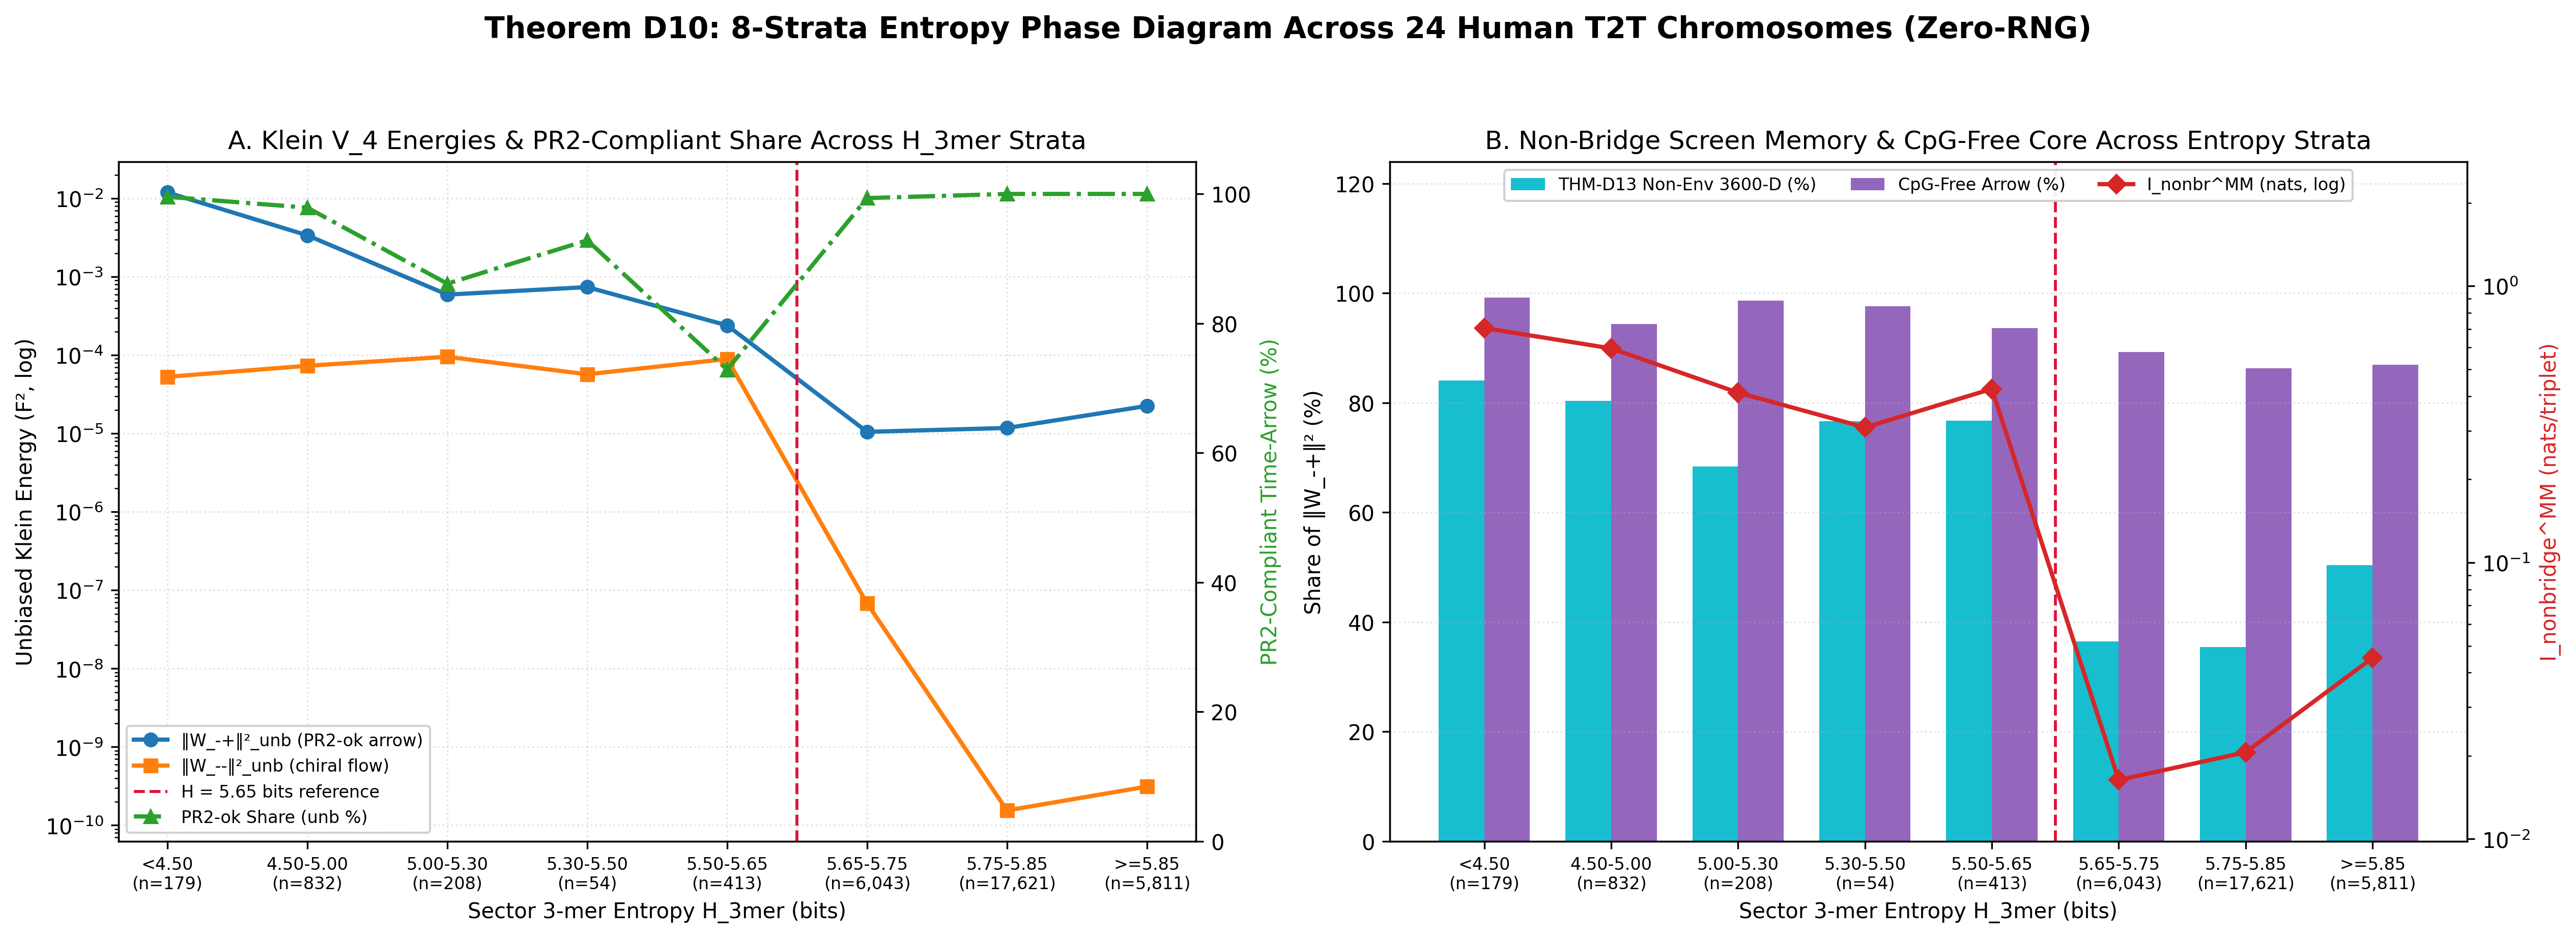 Theorem D10: 8-Strata Entropy Phase Diagram Across 24 Human T2T Chromosomes (Zero-RNG)
A. Klein V_4 Energies & PR2-Compliant Share Across H_3mer Strata
Unbiased Klein Energy (F², log)
10⁻²
10⁻³
10⁻⁴
10⁻⁵
10⁻⁶
10⁻⁷
10⁻⁸
10⁻⁹
10⁻¹⁰
‖W_-+‖²_unb (PR2-ok arrow)
‖W_--‖²_unb (chiral flow)
H = 5.65 bits reference
PR2-ok Share (unb %)
100
80
60
40
20
0
PR2-Compliant Time-Arrow (%)
<4.50 4.50-5.00 5.00-5.30 5.30-5.50 5.50-5.65 5.65-5.75 5.75-5.85 >=5.85
(n=179) (n=832) (n=208) (n=54) (n=413) (n=6,043) (n=17,621) (n=5,811)
Sector 3-mer Entropy H_3mer (bits)
B. Non-Bridge Screen Memory & CpG-Free Core Across Entropy Strata
Share of ‖W_-+‖² (%)
120
100
80
60
40
20
0
THM-D13 Non-Env 3600-D (%) CpG-Free Arrow (%) I_nonbr^MM (nats, log)
10⁰
10⁻¹
10⁻²
I_nonbridge^MM (nats/triplet)
<4.50 4.50-5.00 5.00-5.30 5.30-5.50 5.50-5.65 5.65-5.75 5.75-5.85 >=5.85
(n=179) (n=832) (n=208) (n=54) (n=413) (n=6,043) (n=17,621) (n=5,811)
Sector 3-mer Entropy H_3mer (bits)